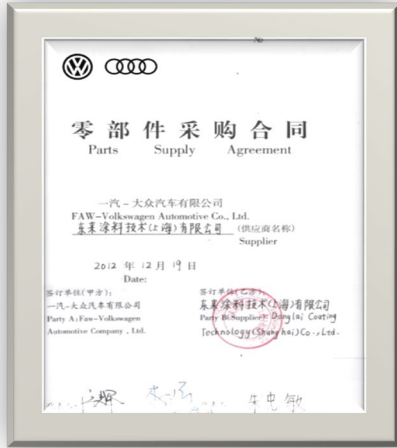 No
零部件采购合同
Parts Supply Agreement
一汽-大众汽车有限公司
FAW-Volkswagen Automotive Co., Ltd.
东来涂料技术(上海)有限公司 (供应商名称)
Supplier
2012 年 12 月 19 日
Date:
签订单位(甲方): 签订单位(乙方):
一汽-大众汽车有限公司 东来涂料技术(上海)有限公司
Party A:Faw-Volkswagen Party B:Supplier: Donglai Coating
Automotive Company , Ltd. Technology(Shanghai)Co.,Ltd.